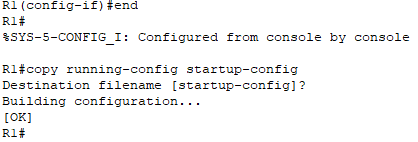 R1(config-if)#end
R1#
%SYS-5-CONFIG_I: Configured from console by console
R1#copy running-config startup-config
Destination filename [startup-config]?
Building configuration...
[OK]
R1#